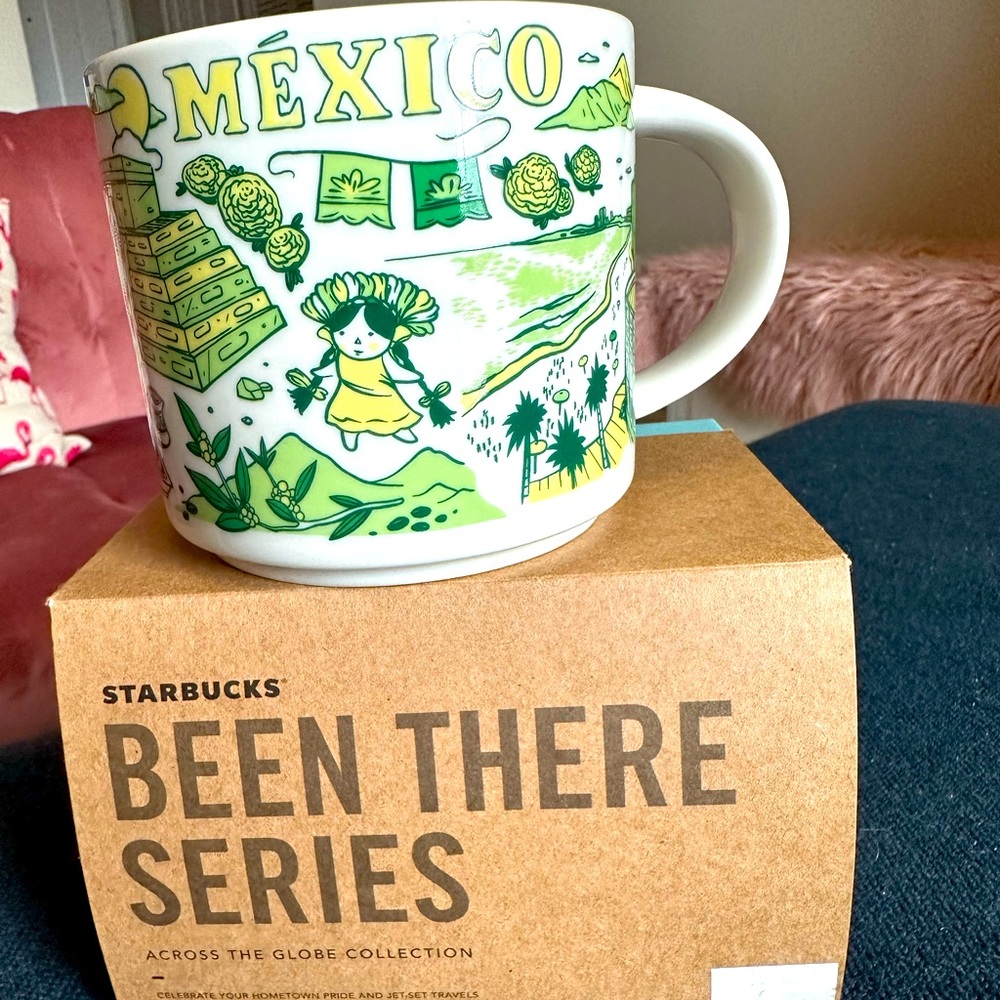 MÉXICO
STARBUCKS®
BEEN THERE
SERIES
ACROSS THE GLOBE COLLECTION
CELEBRATE YOUR HOMETOWN PRIDE AND JET-SET TRAVELS